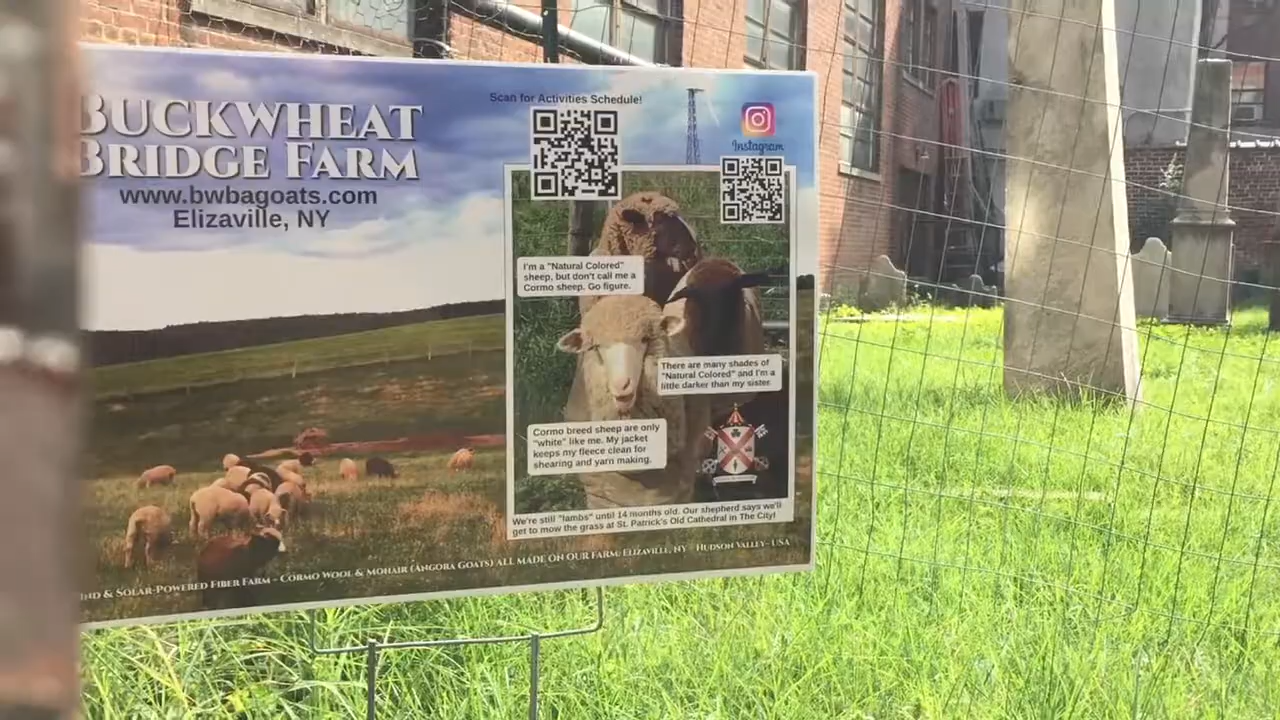 BUCKWHEAT
BRIDGE FARM
www.bwbagoats.com
Elizaville, NY
Scan for Activities Schedule!
Instagram
I'm a "Natural Colored"
sheep, but don't call me a
Cormo sheep. Go figure.
There are many shades of
"Natural Colored" and I'm a
little darker than my sister
Cormo breed sheep are only
"white" like me. My jacket
keeps my fleece clean for
shearing and yarn making.
We're still "lambs" until 14 months old. Our shepherd says we'll
get to mow the grass at St. Patrick's Old Cathedral in The City!
& SOLAR-POWERED FIBER FARM - CORMO WOOL & MOHAIR (ANGORA GOATS) ALL MADE ON OUR FARM: ELIZAVILLE, NY - HUDSON VALLEY- USA